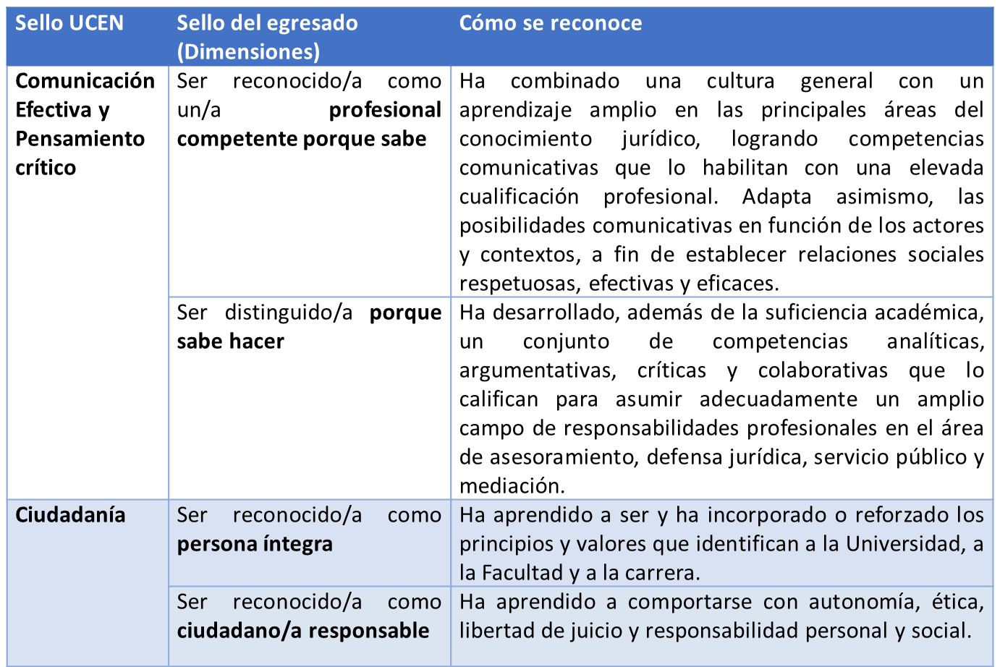 Sello UCEN
Sello del egresado
(Dimensiones)
Cómo se reconoce
Comunicación
Efectiva y
Pensamiento
crítico
Ser reconocido/a como
un/a profesional
competente porque sabe
Ha combinado una cultura general con un
aprendizaje amplio en las principales áreas del
conocimiento jurídico, logrando competencias
comunicativas que lo habilitan con una elevada
cualificación profesional. Adapta asimismo, las
posibilidades comunicativas en función de los actores
y contextos, a fin de establecer relaciones sociales
respetuosas, efectivas y eficaces.
Ser distinguido/a porque
sabe hacer
Ha desarrollado, además de la suficiencia académica,
un conjunto de competencias analíticas,
argumentativas, críticas y colaborativas que lo
califican para asumir adecuadamente un amplio
campo de responsabilidades profesionales en el área
de asesoramiento, defensa jurídica, servicio público y
mediación.
Ciudadanía
Ser reconocido/a como
persona íntegra
Ha aprendido a ser y ha incorporado o reforzado los
principios y valores que identifican a la Universidad, a
la Facultad y a la carrera.
Ser reconocido/a como
ciudadano/a responsable
Ha aprendido a comportarse con autonomía, ética,
libertad de juicio y responsabilidad personal y social.